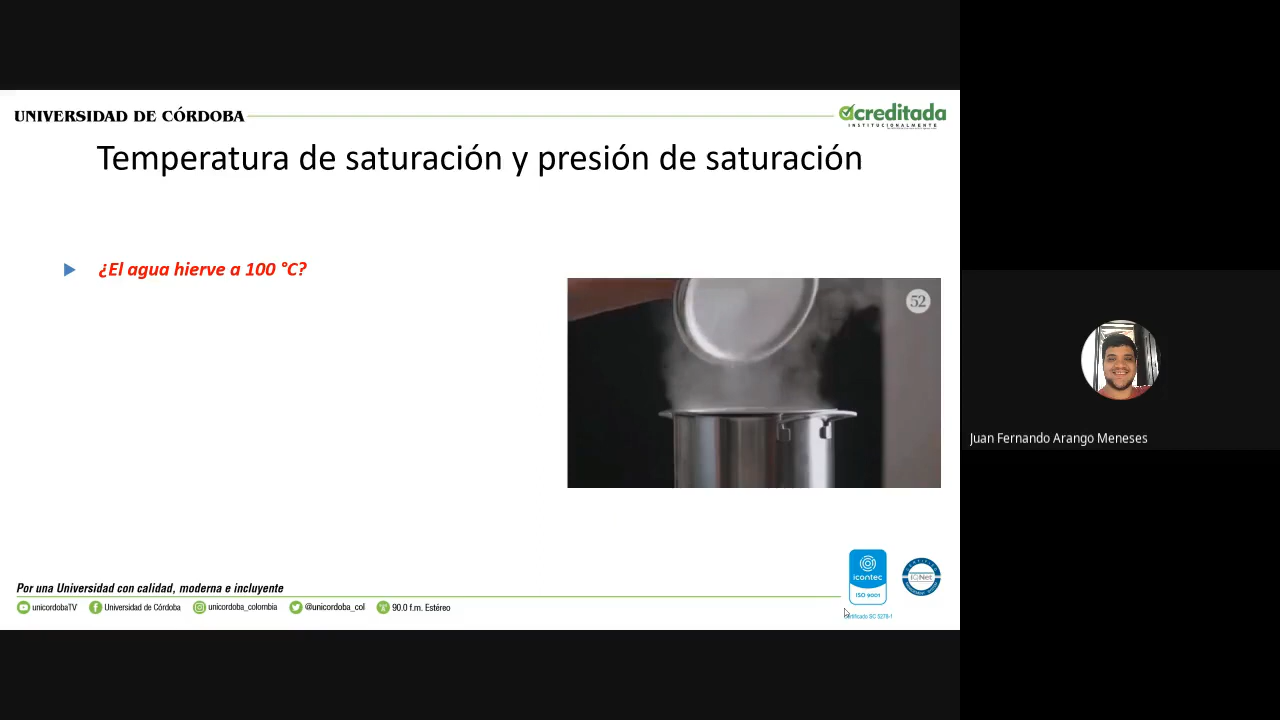 UNIVERSIDAD DE CÓRDOBA
acreditada
INSTITUCIONALMENTE
Temperatura de saturación y presión de saturación
¿El agua hierve a 100 °C?
52
Juan Fernando Arango Meneses
Por una Universidad con calidad, moderna e incluyente
unicordobaTV
Universidad de Córdoba
unicordoba_colombia
@unicordoba_col
90.0 f.m. Estéreo
icontec
ISO 9001
IQNet